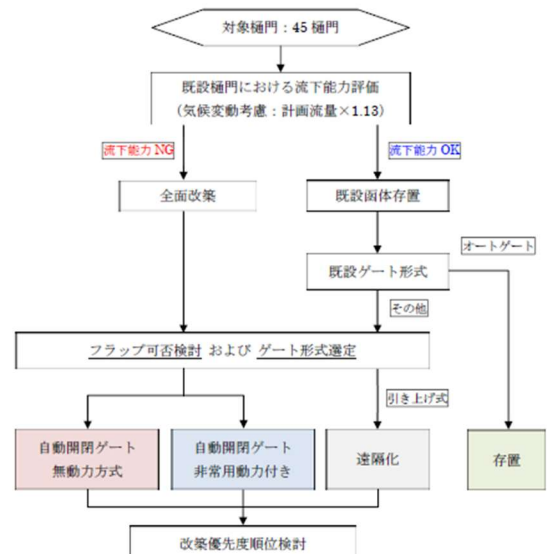 対象樋門：45 樋門
既設樋門における流下能力評価
（気候変動考慮：計画流量×1.13）
流下能力 NG
流下能力 OK
全面改築
既設函体存置
オートゲート
既設ゲート形式
その他
フラップ可否検討 および ゲート形式選定
引き上げ式
自動開閉ゲート
無動力方式
自動開閉ゲート
非常用動力付き
遠隔化
存置
改築優先度順位検討